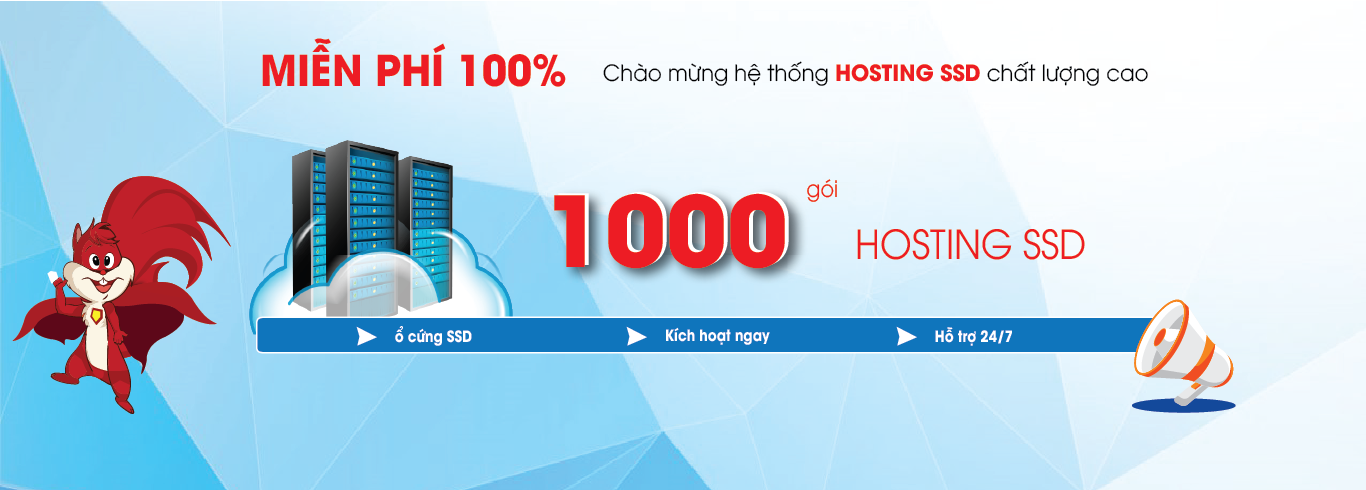 MIỄN PHÍ 100% Chào mừng hệ thống HOSTING SSD chất lượng cao
1000 gói HOSTING SSD
ổ cứng SSD Kích hoạt ngay Hỗ trợ 24/7